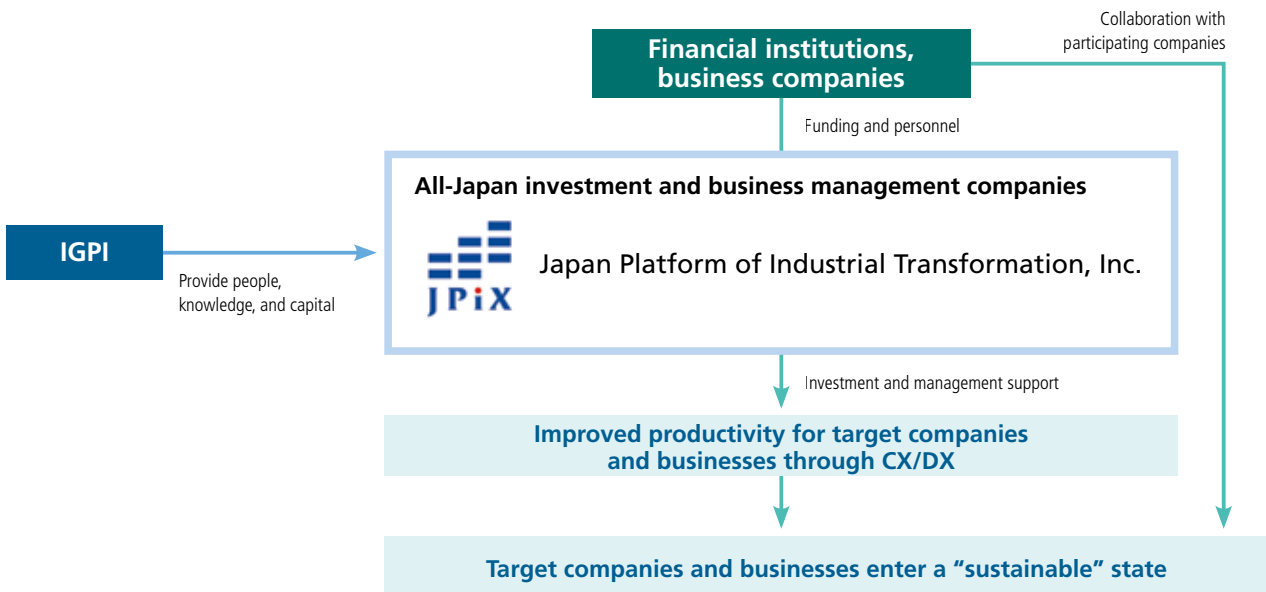 Collaboration with
participating companies
Financial institutions,
business companies
Funding and personnel
All-Japan investment and business management companies
IGPI
Provide people,
knowledge, and capital
JPiX
Japan Platform of Industrial Transformation, Inc.
Investment and management support
Improved productivity for target companies
and businesses through CX/DX
Target companies and businesses enter a “sustainable” state